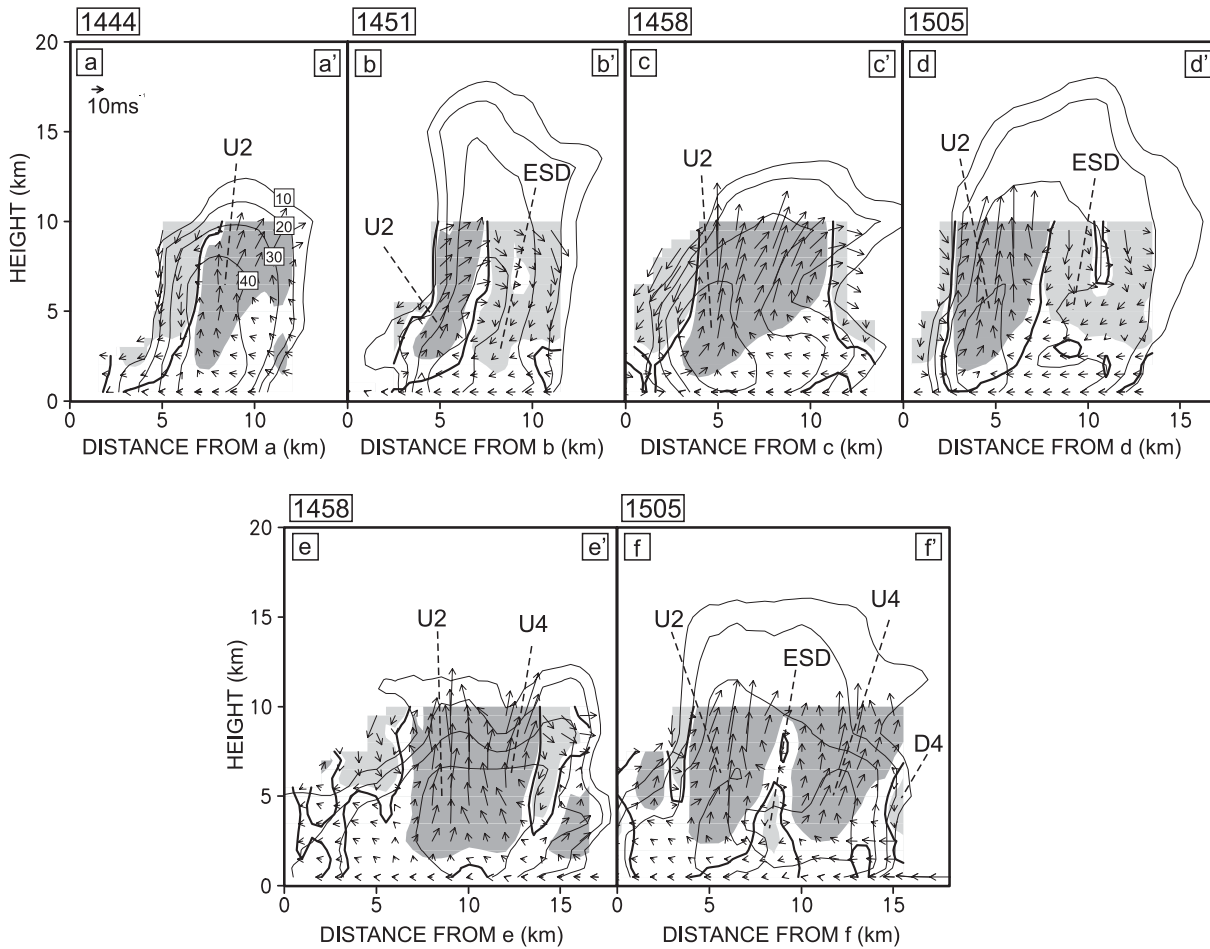 1444 1451 1458 1505
20 15 10 5 0
HEIGHT (km)
a a' b b' c c' d d'
10ms⁻¹
U2 ESD U2 U2 ESD U2
10 20 30 40
0 5 10 0 5 10 0 5 10 0 5 10 15
DISTANCE FROM a (km) DISTANCE FROM b (km) DISTANCE FROM c (km) DISTANCE FROM d (km)
1458 1505
20 15 10 5 0
HEIGHT (km)
e e' f f'
U2 U4 U2 ESD U4 D4
0 5 10 15 0 5 10 15
DISTANCE FROM e (km) DISTANCE FROM f (km)